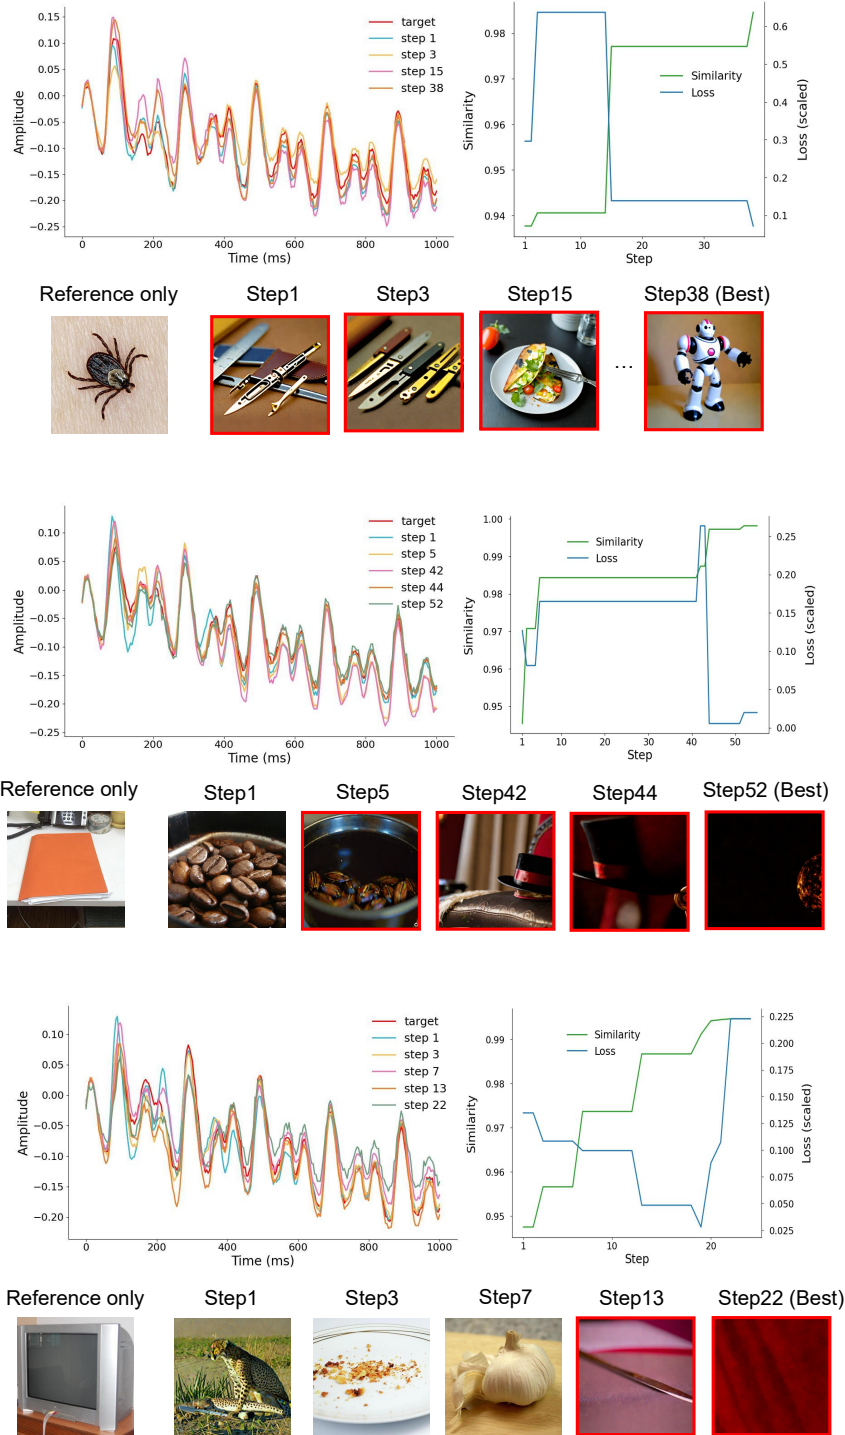 target
step 1
step 3
step 15
step 38
Amplitude
0.15
0.10
0.05
0.00
−0.05
−0.10
−0.15
−0.20
−0.25
0 200 400 600 800 1000
Time (ms)
Similarity
0.98
0.97
0.96
0.95
0.94
Similarity
Loss
0.6
0.5
0.4
0.3
0.2
0.1
Loss (scaled)
1 10 20 30
Step
Reference only Step1 Step3 Step15 Step38 (Best)
...
target
step 1
step 5
step 42
step 44
step 52
Amplitude
0.10
0.05
0.00
−0.05
−0.10
−0.15
−0.20
−0.25
0 200 400 600 800 1000
Time (ms)
Similarity
1.00
0.99
0.98
0.97
0.96
0.95
Similarity
Loss
0.25
0.20
0.15
0.10
0.05
0.00
Loss (scaled)
1 10 20 30 40 50
Step
Reference only Step1 Step5 Step42 Step44 Step52 (Best)
target
step 1
step 3
step 7
step 13
step 22
Amplitude
0.10
0.05
0.00
−0.05
−0.10
−0.15
−0.20
0 200 400 600 800 1000
Time (ms)
Similarity
0.99
0.98
0.97
0.96
0.95
Similarity
Loss
0.225
0.200
0.175
0.150
0.125
0.100
0.075
0.050
0.025
Loss (scaled)
1 10 20
Step
Reference only Step1 Step3 Step7 Step13 Step22 (Best)